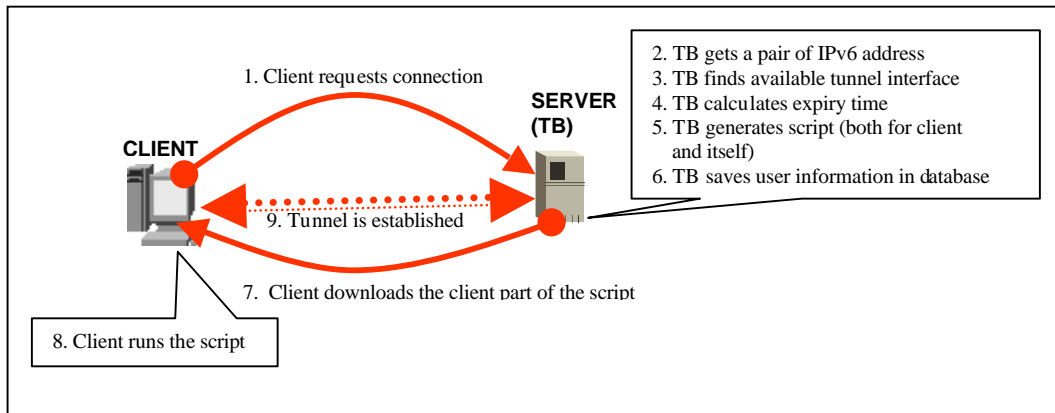 1. Client requests connection
2. TB gets a pair of IPv6 address
3. TB finds available tunnel interface
4. TB calculates expiry time
5. TB generates script (both for client
and itself)
6. TB saves user information in database
SERVER
(TB)
CLIENT
9. Tunnel is established
7. Client downloads the client part of the script
8. Client runs the script